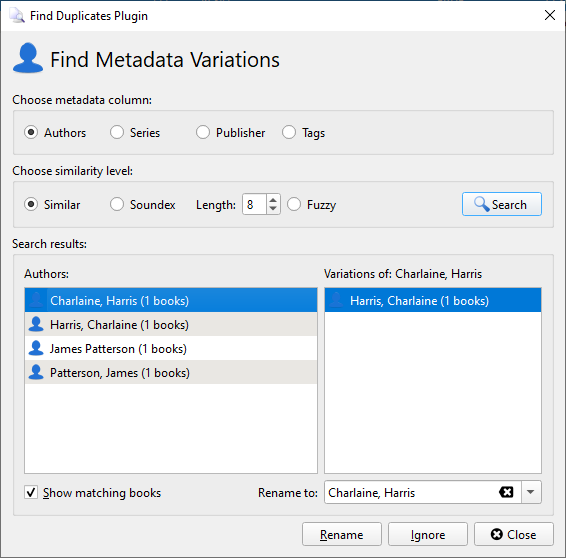 Find Duplicates Plugin
Find Metadata Variations
Choose metadata column:
Authors Series Publisher Tags
Choose similarity level:
Similar Soundex Length: 8 Fuzzy Search
Search results:
Authors: Variations of: Charlaine, Harris
Charlaine, Harris (1 books) Harris, Charlaine (1 books)
Harris, Charlaine (1 books)
James Patterson (1 books)
Patterson, James (1 books)
Show matching books Rename to: Charlaine, Harris
Rename Ignore Close